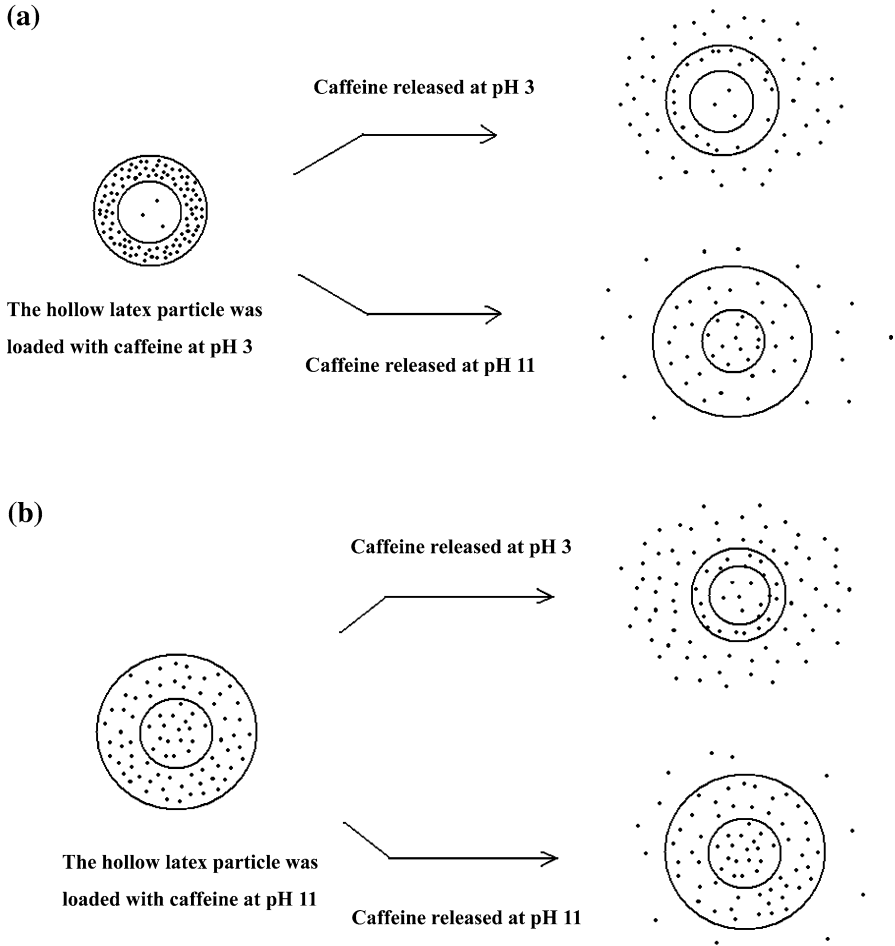 (a)
Caffeine released at pH 3
The hollow latex particle was
loaded with caffeine at pH 3
Caffeine released at pH 11
(b)
Caffeine released at pH 3
The hollow latex particle was
loaded with caffeine at pH 11
Caffeine released at pH 11